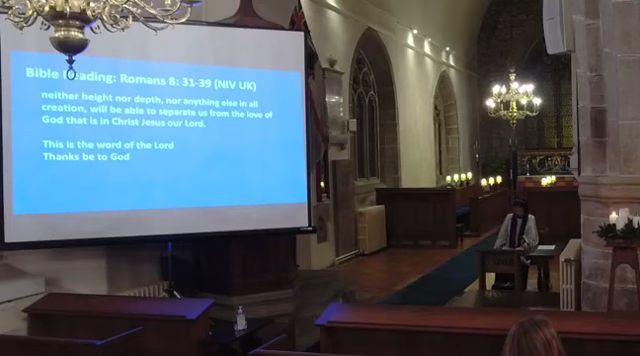 Bible Reading: Romans 8: 31-39 (NIV UK)
neither height nor depth, nor anything else in all
creation, will be able to separate us from the love of
God that is in Christ Jesus our Lord.
This is the word of the Lord
Thanks be to God